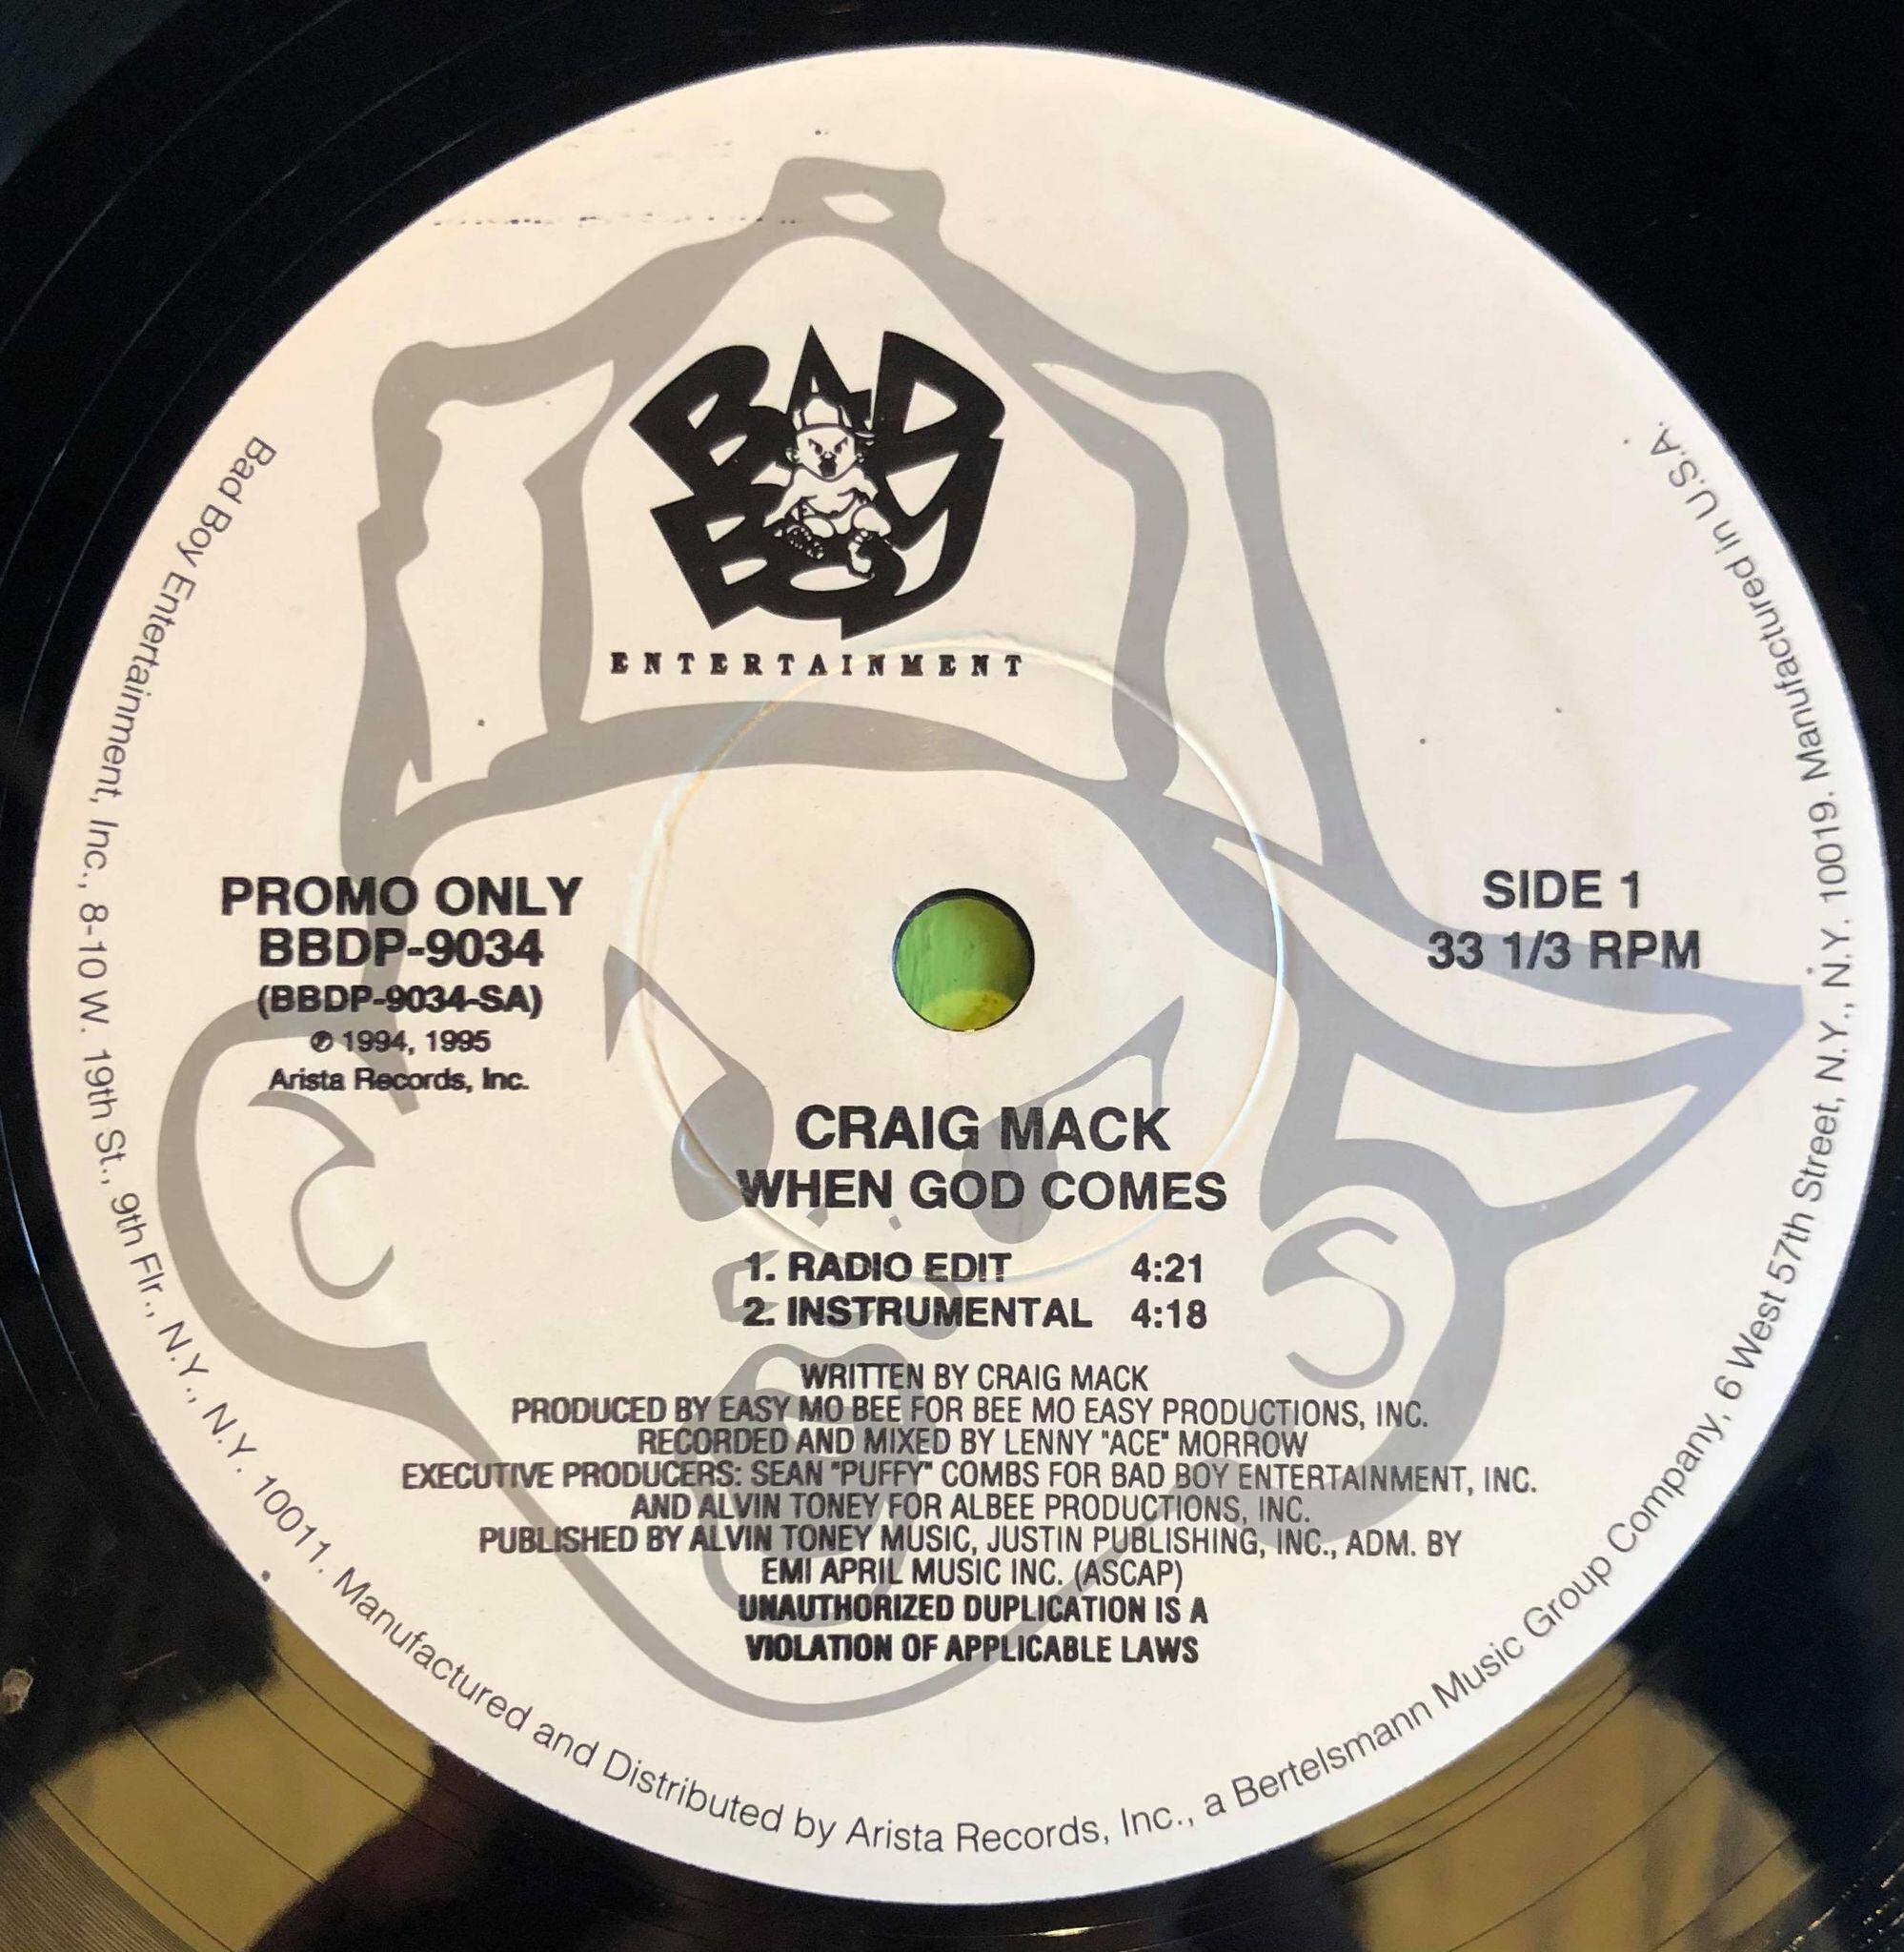 BAD BOY
ENTERTAINMENT
PROMO ONLY
BBDP-9034
(BBDP-9034-SA)
℗ 1994, 1995
Arista Records, Inc.
SIDE 1
33 1/3 RPM
CRAIG MACK
WHEN GOD COMES
1. RADIO EDIT 4:21
2. INSTRUMENTAL 4:18
WRITTEN BY CRAIG MACK
PRODUCED BY EASY MO BEE FOR BEE MO EASY PRODUCTIONS, INC.
RECORDED AND MIXED BY LENNY "ACE" MORROW
EXECUTIVE PRODUCERS: SEAN "PUFFY" COMBS FOR BAD BOY ENTERTAINMENT, INC.
AND ALVIN TONEY FOR ALBEE PRODUCTIONS, INC.
PUBLISHED BY ALVIN TONEY MUSIC, JUSTIN PUBLISHING, INC., ADM. BY
EMI APRIL MUSIC INC. (ASCAP)
UNAUTHORIZED DUPLICATION IS A
VIOLATION OF APPLICABLE LAWS
Bad Boy Entertainment, Inc., 8-10 W. 19th St., 9th Flr., N.Y., N.Y. 10011. Manufactured and Distributed by Arista Records, Inc., a Bertelsmann Music Group Company, 6 West 57th Street, N.Y., N.Y. 10019. Manufactured in U.S.A.